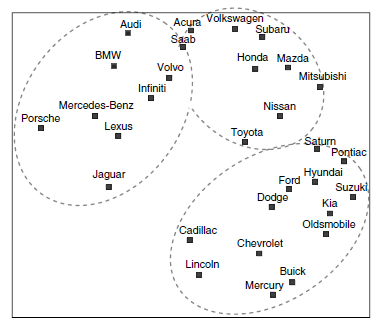 Volkswagen
Audi
Acura
Subaru
Saab
BMW
Honda
Mazda
Volvo
Mitsubishi
Infiniti
Mercedes-Benz
Nissan
Porsche
Lexus
Toyota
Saturn
Pontiac
Jaguar
Hyundai
Ford
Suzuki
Dodge
Kia
Oldsmobile
Cadillac
Chevrolet
Lincoln
Buick
Mercury